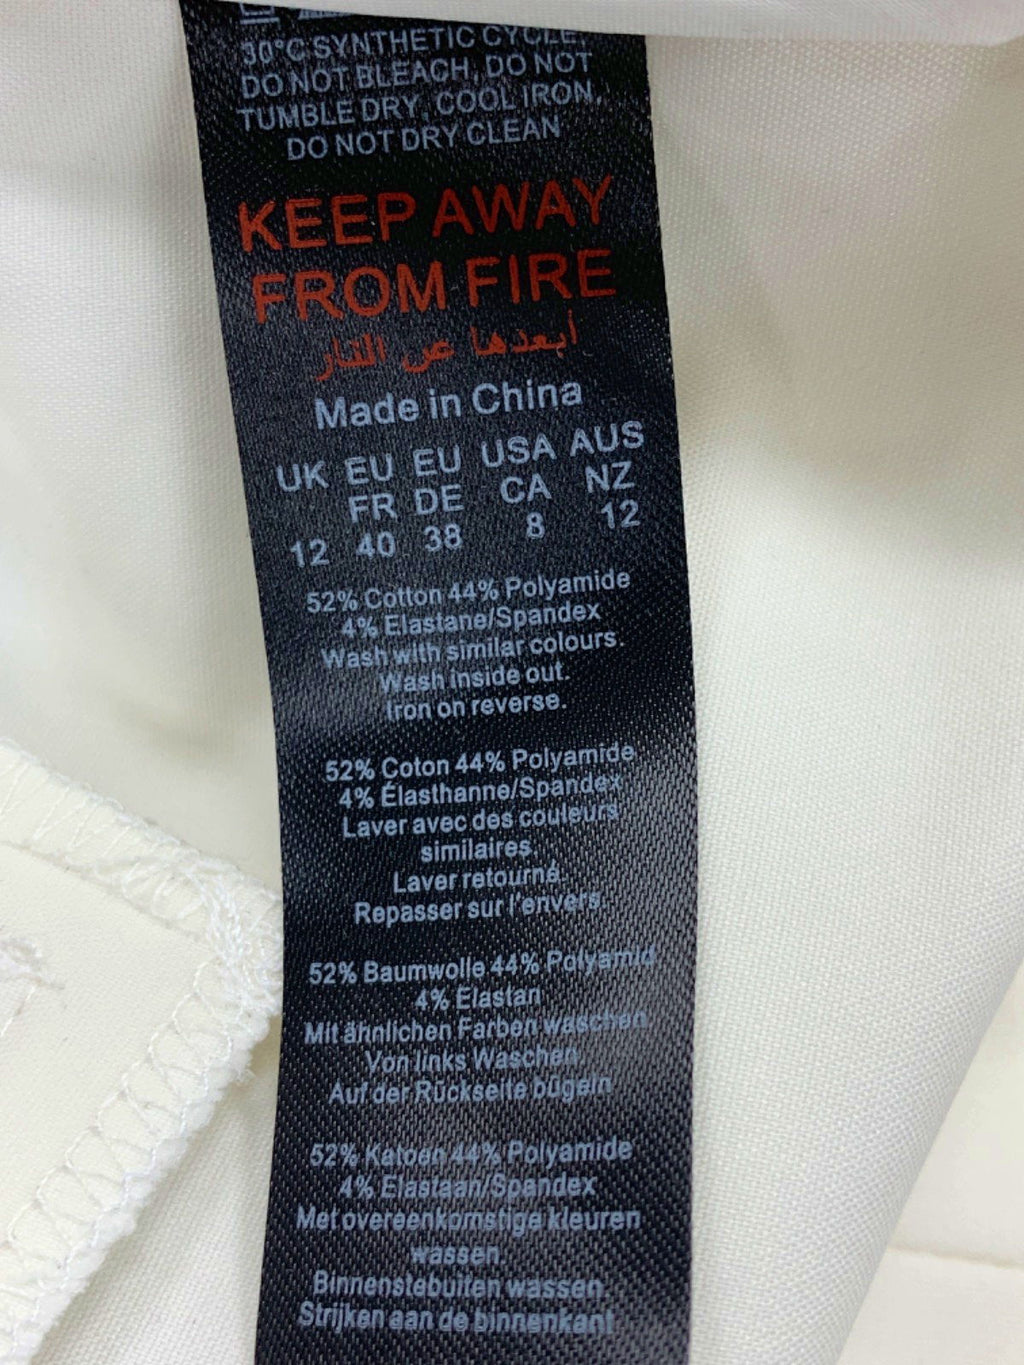 30°C SYNTHETIC CYCLE,
DO NOT BLEACH, DO NOT
TUMBLE DRY, COOL IRON,
DO NOT DRY CLEAN
KEEP AWAY
FROM FIRE
أبعدها عن النار
Made in China
UK EU EU USA AUS
FR DE CA NZ
12 40 38 8 12
52% Cotton 44% Polyamide
4% Elastane/Spandex
Wash with similar colours.
Wash inside out.
Iron on reverse.
52% Coton 44% Polyamide
4% Élasthanne/Spandex
Laver avec des couleurs
similaires
Laver retourné
Repasser sur l'envers
52% Baumwolle 44% Polyamid
4% Elastan
Mit ähnlichen Farben waschen
Von links Waschen
Auf der Rückseite bügeln
52% Katoen 44% Polyamide
4% Elastaan/Spandex
Met overeenkomstige kleuren
wassen.
Binnenstebuiten wassen
Strijken aan de binnenkant